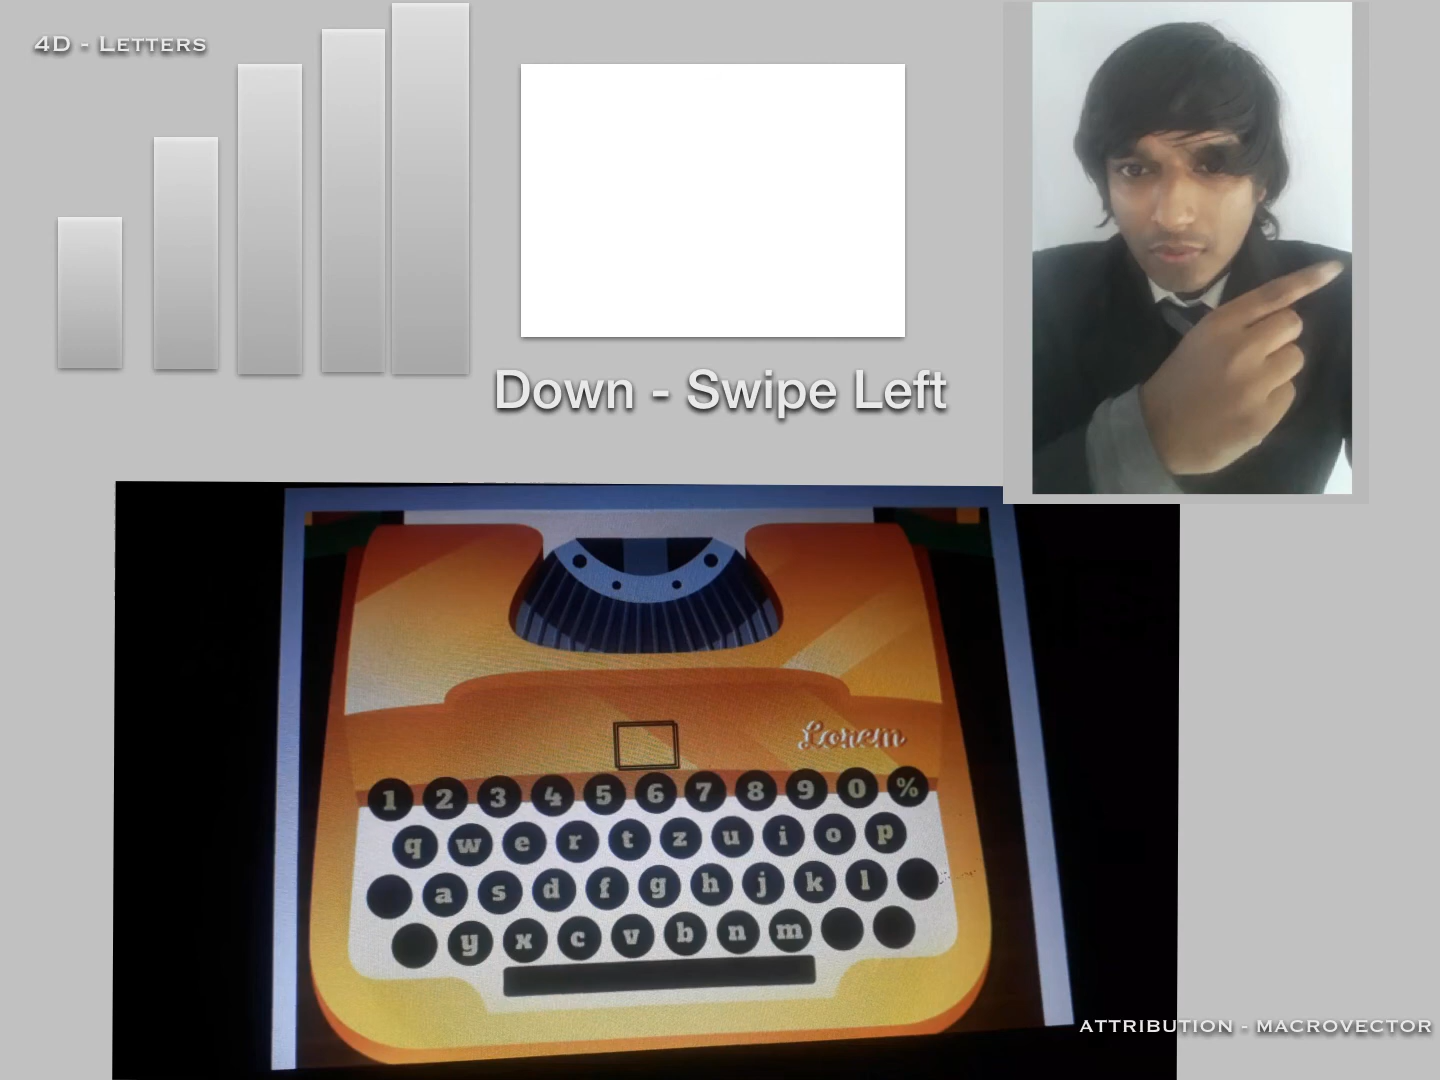 4D - Letters
Down - Swipe Left
Lorem
1 2 3 4 5 6 7 8 9 0 %
q w e r t z u i o p
a s d f g h j k l
y x c v b n m
ATTRIBUTION - MACROVECTOR